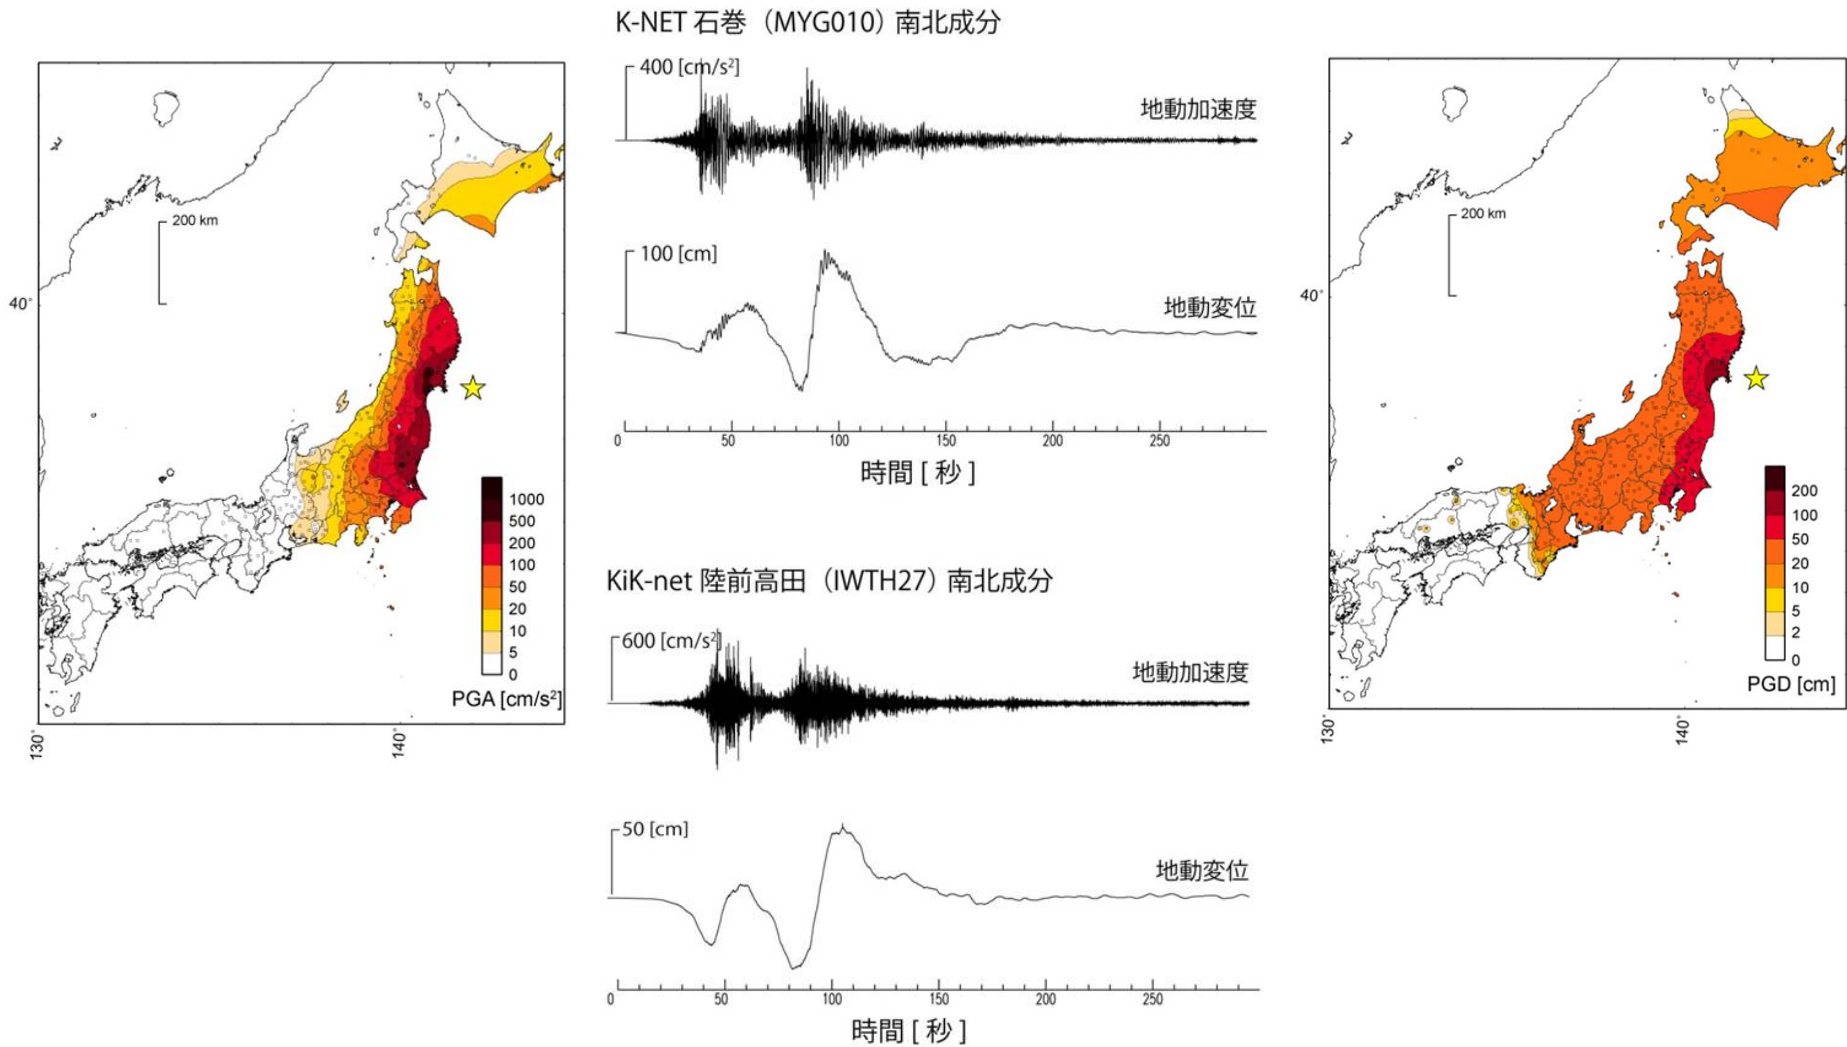 K-NET 石巻（MYG010）南北成分
400 [cm/s²]
地動加速度
100 [cm]
地動変位
0 50 100 150 200 250
時間 [ 秒 ]
KiK-net 陸前高田（IWTH27）南北成分
600 [cm/s²]
地動加速度
50 [cm]
地動変位
0 50 100 150 200 250
時間 [ 秒 ]
200 km
40°
1000
500
200
100
50
20
10
5
0
PGA [cm/s²]
130°
140°
200 km
40°
200
100
50
20
10
5
2
0
PGD [cm]
130°
140°